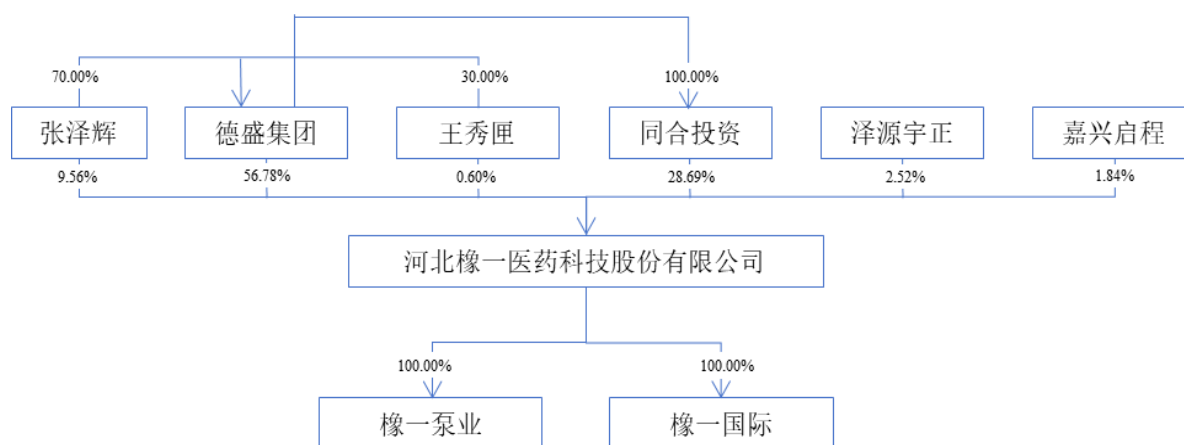 70.00%
30.00%
100.00%
张泽辉
德盛集团
王秀匣
同合投资
泽源宇正
嘉兴启程
9.56%
56.78%
0.60%
28.69%
2.52%
1.84%
河北橡一医药科技股份有限公司
100.00%
100.00%
橡一泵业
橡一国际